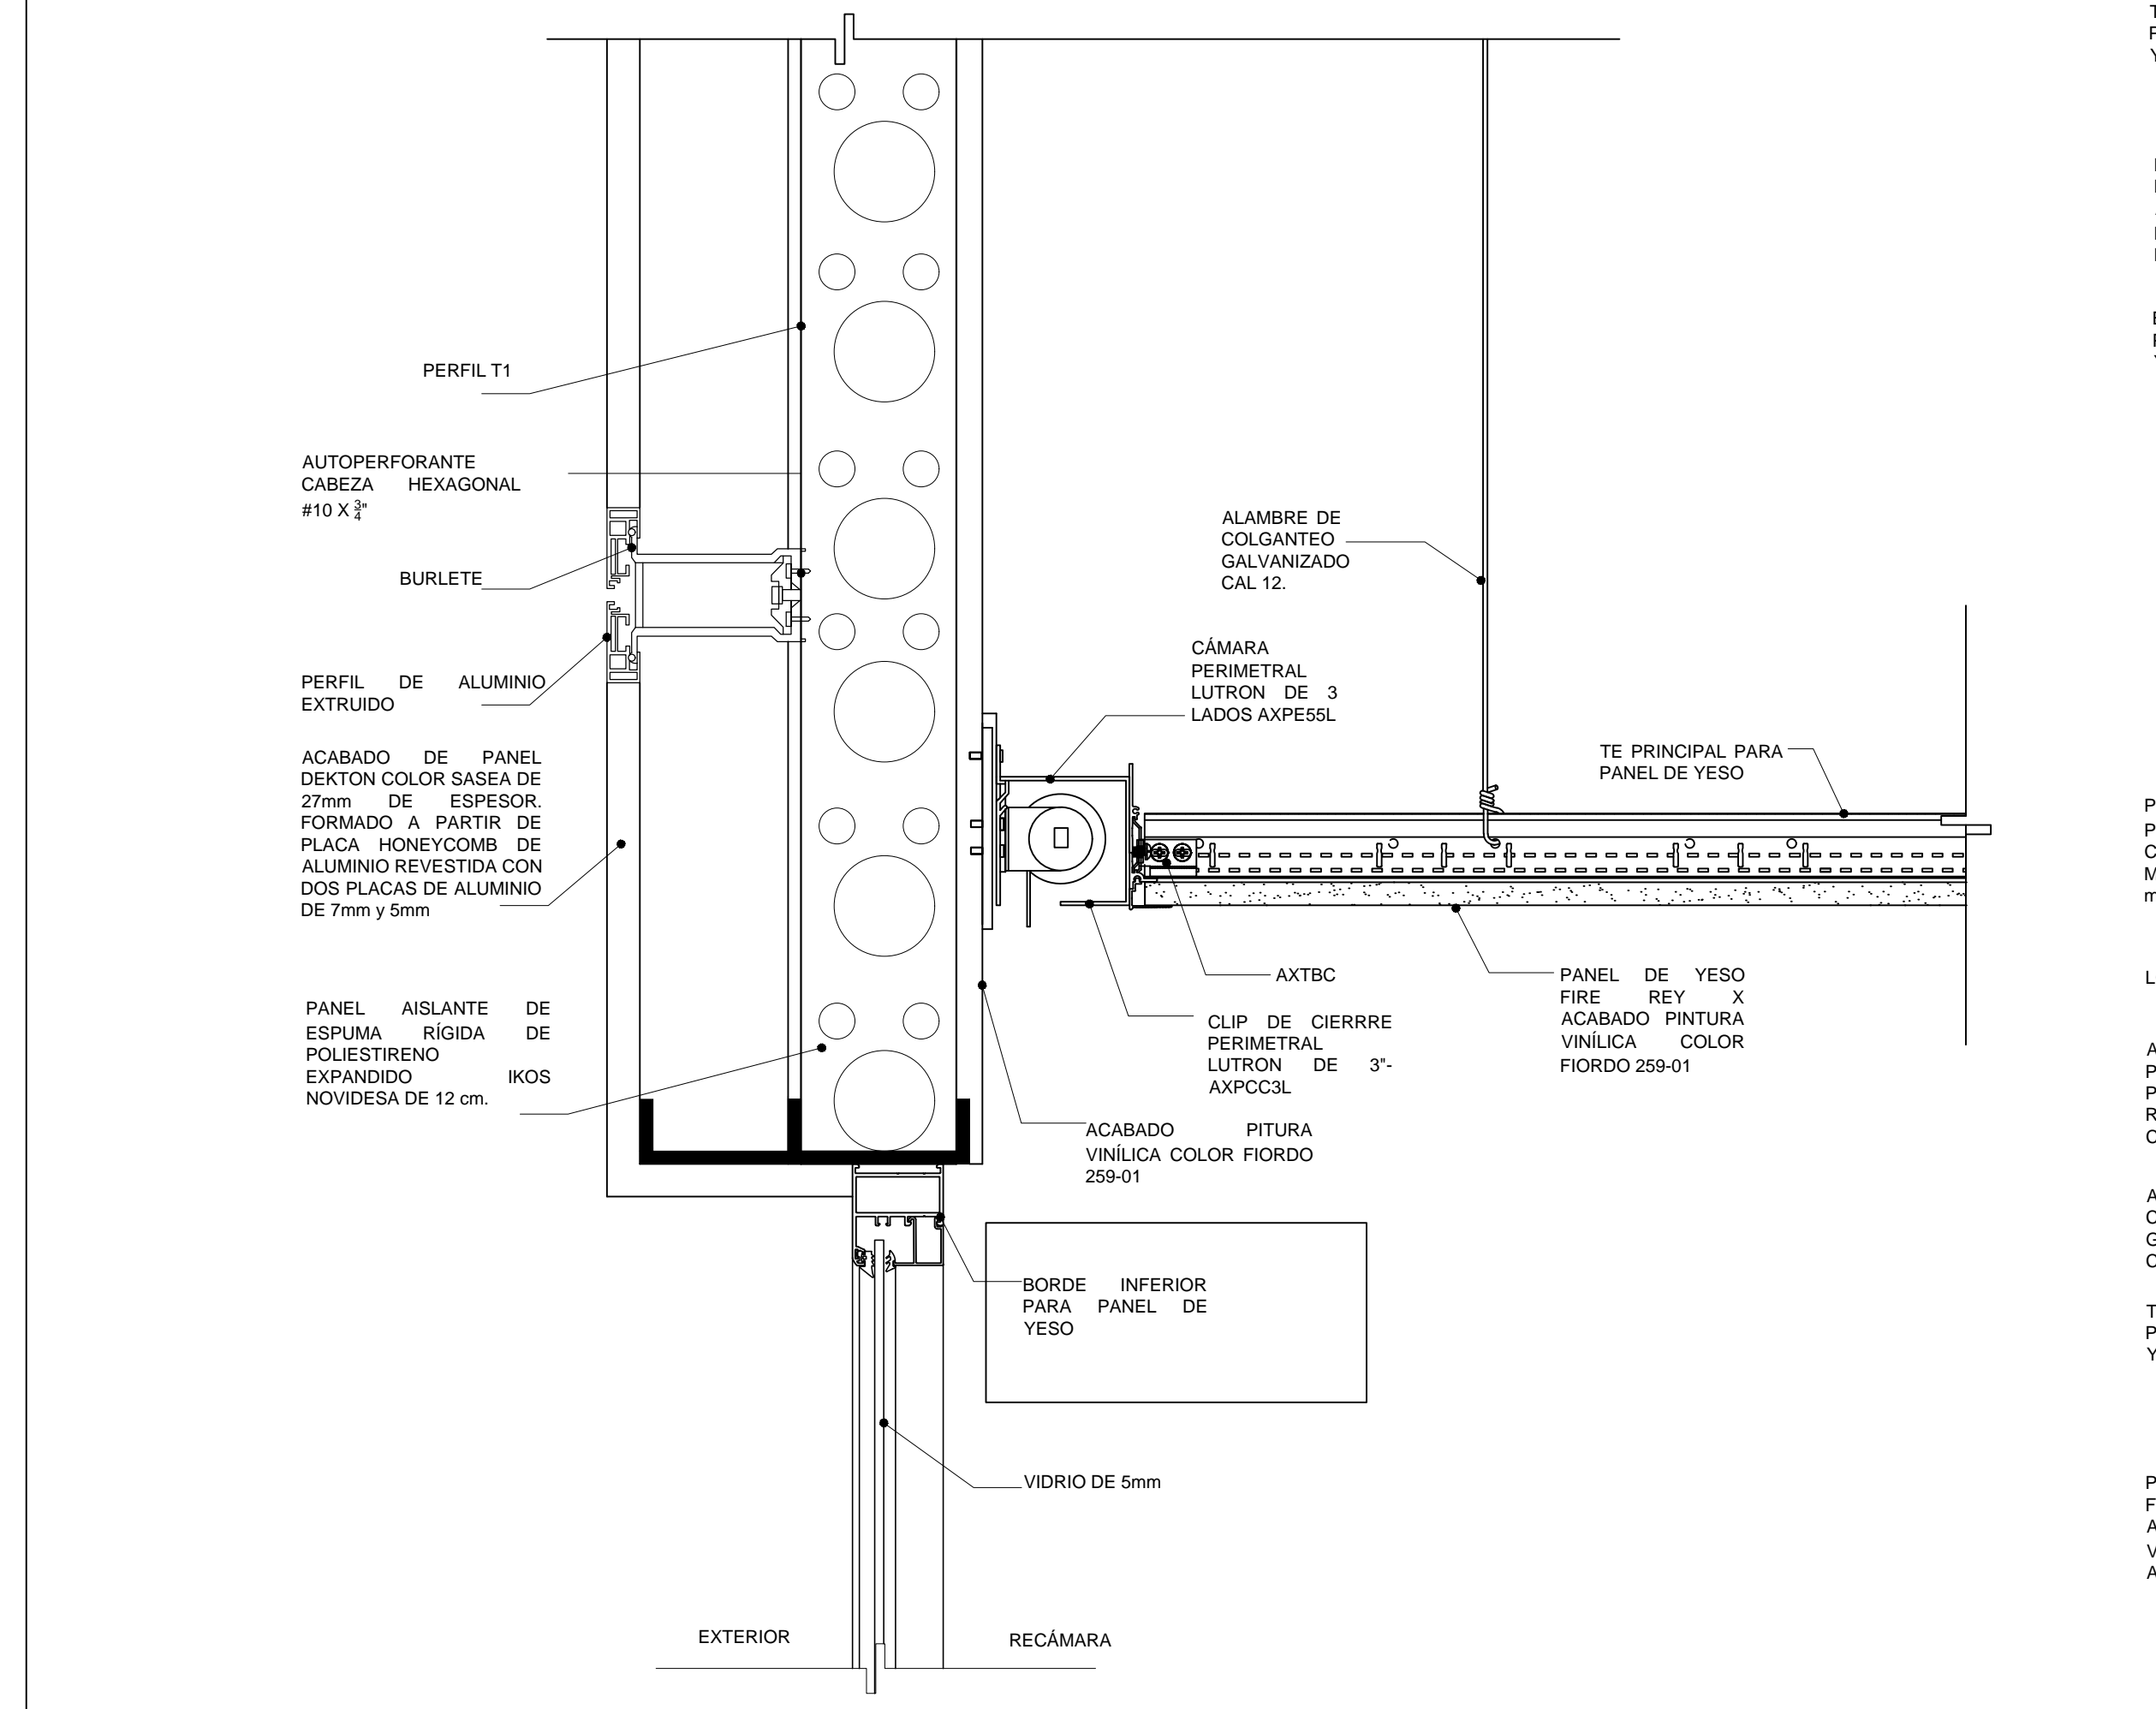 PERFIL T1
AUTOPERFORANTE
CABEZA HEXAGONAL
#10 X 3/4"
BURLETE
PERFIL DE ALUMINIO
EXTRUIDO
ACABADO DE PANEL
DEKTON COLOR SASEA DE
27mm DE ESPESOR.
FORMADO A PARTIR DE
PLACA HONEYCOMB DE
ALUMINIO REVESTIDA CON
DOS PLACAS DE ALUMINIO
DE 7mm y 5mm
PANEL AISLANTE DE
ESPUMA RÍGIDA DE
POLIESTIRENO
EXPANDIDO IKOS
NOVIDESA DE 12 cm.
ALAMBRE DE
COLGANTEO
GALVANIZADO
CAL 12.
CÁMARA
PERIMETRAL
LUTRON DE 3
LADOS AXPE55L
TE PRINCIPAL PARA
PANEL DE YESO
AXTBC
CLIP DE CIERRRE
PERIMETRAL
LUTRON DE 3"-
AXPCC3L
PANEL DE YESO
FIRE REY X
ACABADO PINTURA
VINÍLICA COLOR
FIORDO 259-01
ACABADO PITURA
VINÍLICA COLOR FIORDO
259-01
BORDE INFERIOR
PARA PANEL DE
YESO
VIDRIO DE 5mm
EXTERIOR
RECÁMARA